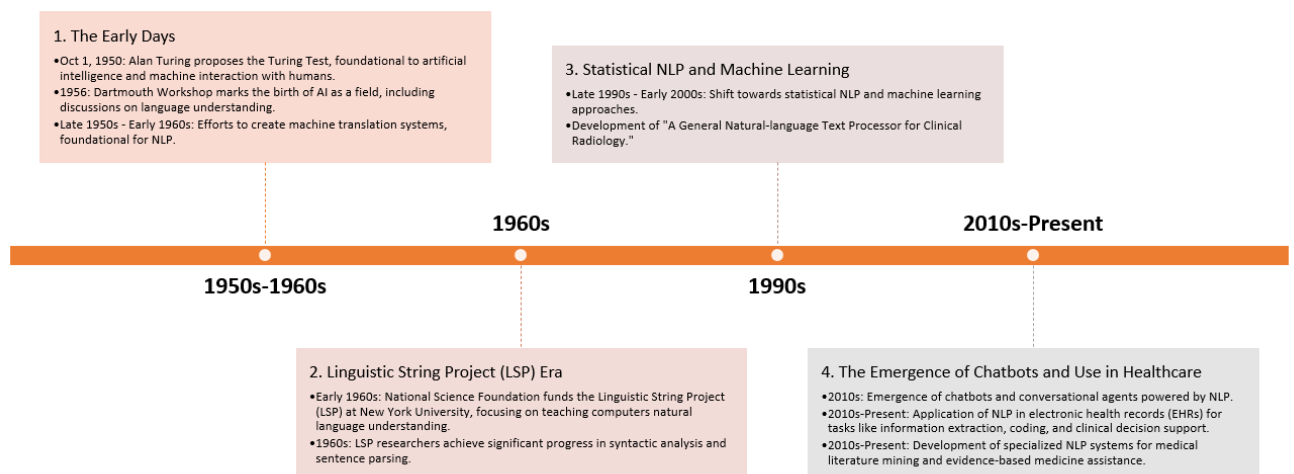 1. The Early Days
•Oct 1, 1950: Alan Turing proposes the Turing Test, foundational to artificial
intelligence and machine interaction with humans.
•1956: Dartmouth Workshop marks the birth of AI as a field, including
discussions on language understanding.
•Late 1950s - Early 1960s: Efforts to create machine translation systems,
foundational for NLP.
3. Statistical NLP and Machine Learning
•Late 1990s - Early 2000s: Shift towards statistical NLP and machine learning
approaches.
•Development of "A General Natural-language Text Processor for Clinical
Radiology."
1960s
2010s-Present
1950s-1960s
1990s
2. Linguistic String Project (LSP) Era
•Early 1960s: National Science Foundation funds the Linguistic String Project
(LSP) at New York University, focusing on teaching computers natural
language understanding.
•1960s: LSP researchers achieve significant progress in syntactic analysis and
sentence parsing.
4. The Emergence of Chatbots and Use in Healthcare
•2010s: Emergence of chatbots and conversational agents powered by NLP.
•2010s-Present: Application of NLP in electronic health records (EHRs) for
tasks like information extraction, coding, and clinical decision support.
•2010s-Present: Development of specialized NLP systems for medical
literature mining and evidence-based medicine assistance.